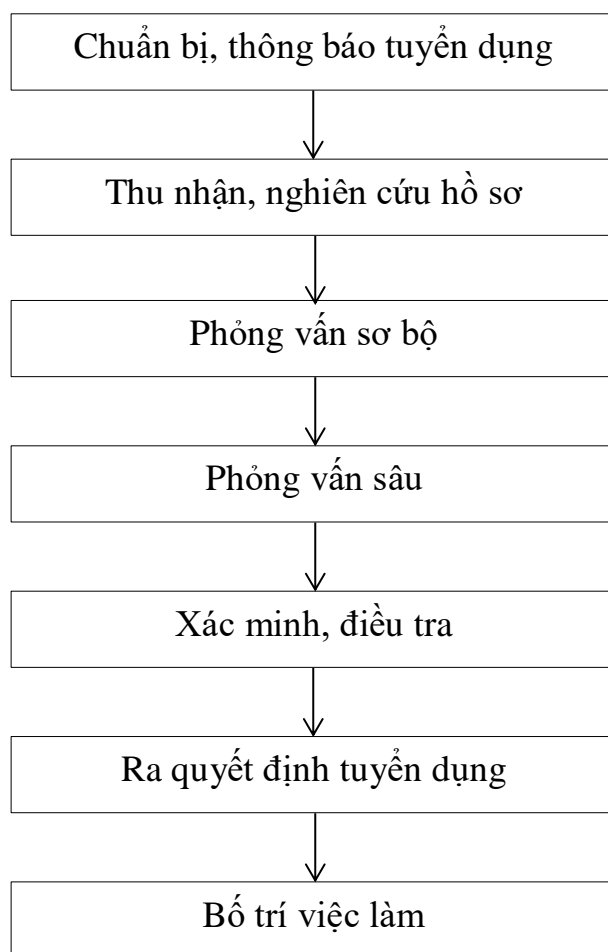 Chuẩn bị, thông báo tuyển dụng
Thu nhận, nghiên cứu hồ sơ
Phỏng vấn sơ bộ
Phỏng vấn sâu
Xác minh, điều tra
Ra quyết định tuyển dụng
Bố trí việc làm